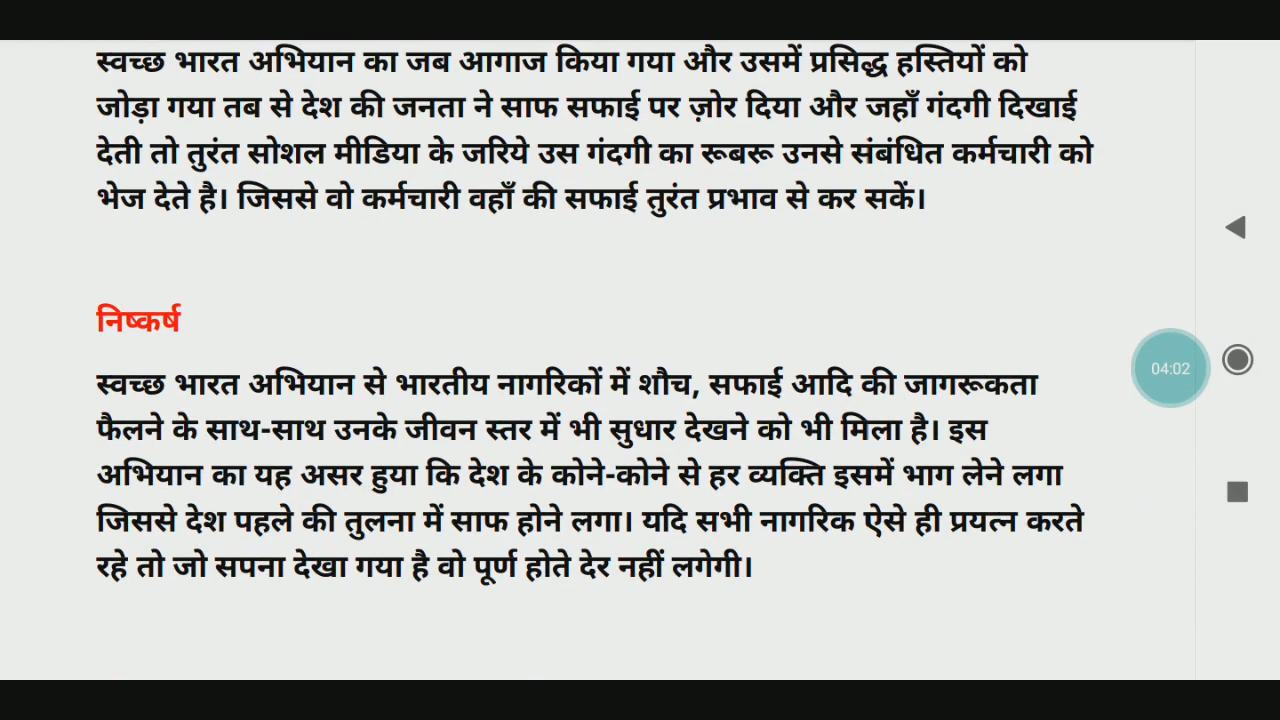 स्वच्छ भारत अभियान का जब आगाज किया गया और उसमें प्रसिद्ध हस्तियों को
जोड़ा गया तब से देश की जनता ने साफ सफाई पर ज़ोर दिया और जहाँ गंदगी दिखाई
देती तो तुरंत सोशल मीडिया के जरिये उस गंदगी का रूबरू उनसे संबंधित कर्मचारी को
भेज देते है। जिससे वो कर्मचारी वहाँ की सफाई तुरंत प्रभाव से कर सकें।
निष्कर्ष
स्वच्छ भारत अभियान से भारतीय नागरिकों में शौच, सफाई आदि की जागरूकता
फैलने के साथ-साथ उनके जीवन स्तर में भी सुधार देखने को भी मिला है। इस
अभियान का यह असर हुया कि देश के कोने-कोने से हर व्यक्ति इसमें भाग लेने लगा
जिससे देश पहले की तुलना में साफ होने लगा। यदि सभी नागरिक ऐसे ही प्रयत्न करते
रहे तो जो सपना देखा गया है वो पूर्ण होते देर नहीं लगेगी।
04:02